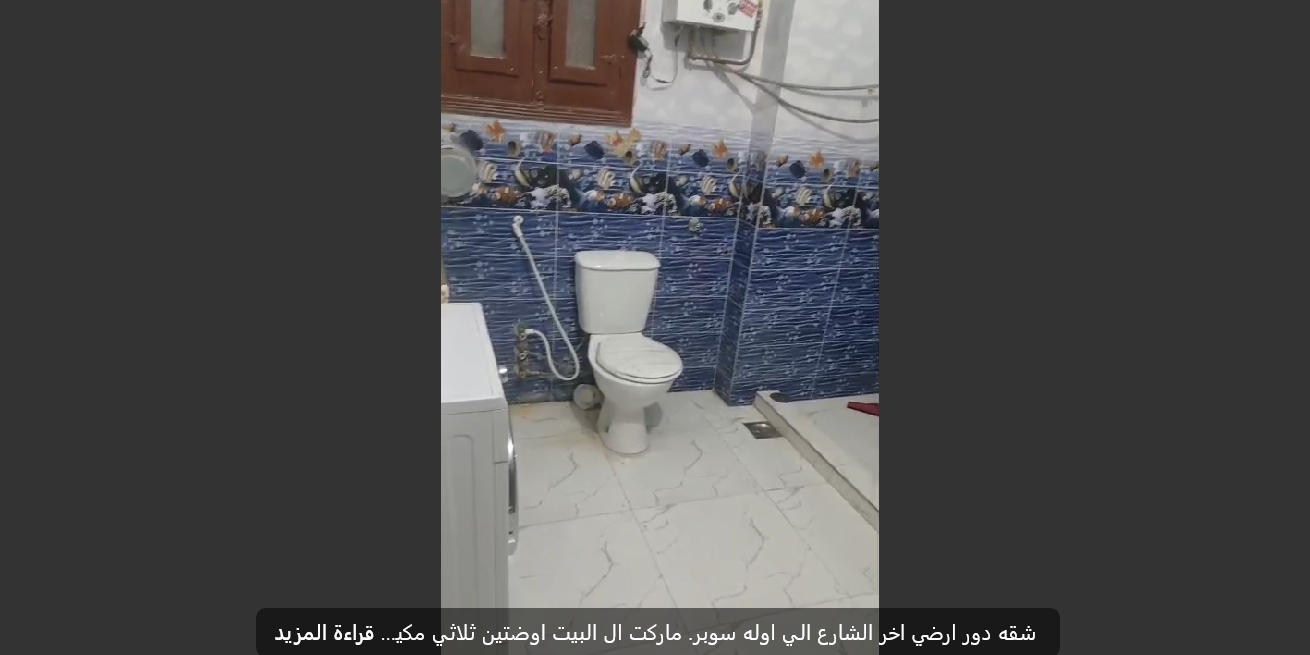 شقه دور ارضي اخر الشارع الي اوله سوبر. ماركت ال البيت اوضتين ثلاثي مكيـ... قراءة المزيد